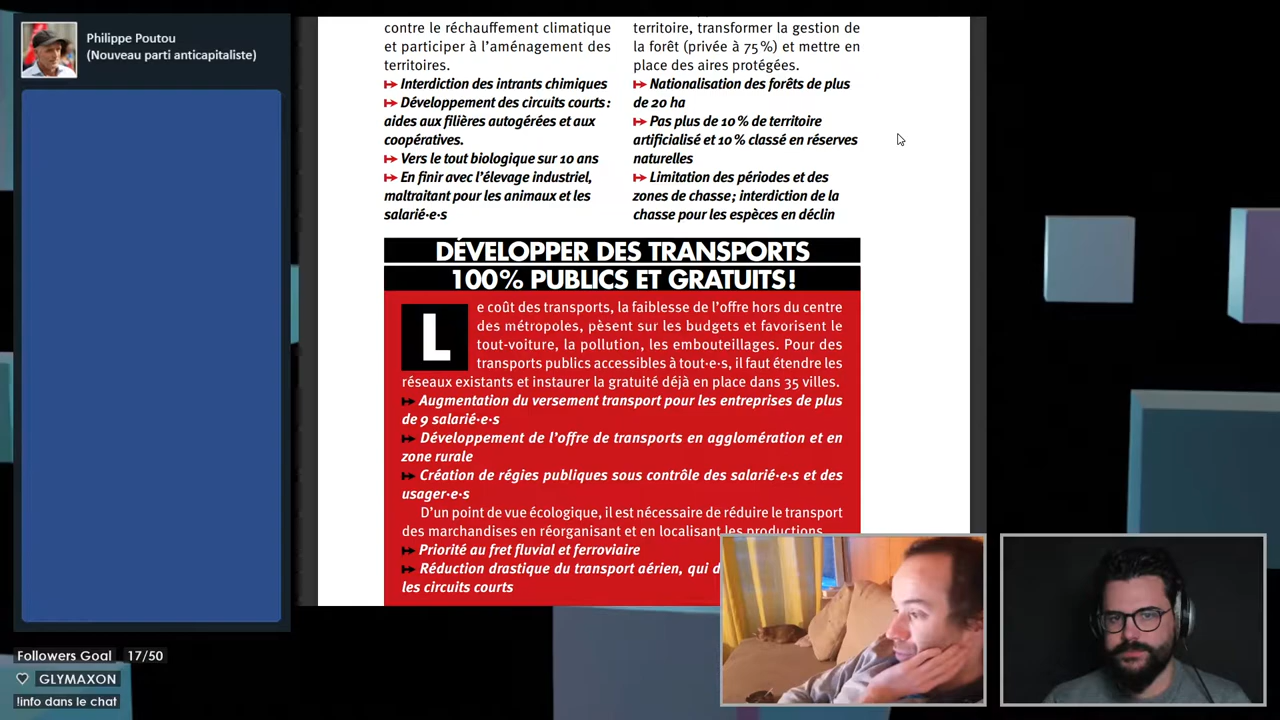 Philippe Poutou
(Nouveau parti anticapitaliste)
contre le réchauffement climatique
et participer à l'aménagement des
territoires.
↦ Interdiction des intrants chimiques
↦ Développement des circuits courts :
aides aux filières autogérées et aux
coopératives.
↦ Vers le tout biologique sur 10 ans
↦ En finir avec l'élevage industriel,
maltraitant pour les animaux et les
salarié·e·s
territoire, transformer la gestion de
la forêt (privée à 75 %) et mettre en
place des aires protégées.
↦ Nationalisation des forêts de plus
de 20 ha
↦ Pas plus de 10 % de territoire
artificialisé et 10 % classé en réserves
naturelles
↦ Limitation des périodes et des
zones de chasse ; interdiction de la
chasse pour les espèces en déclin
DÉVELOPPER DES TRANSPORTS
100% PUBLICS ET GRATUITS!
Le coût des transports, la faiblesse de l'offre hors du centre
des métropoles, pèsent sur les budgets et favorisent le
tout-voiture, la pollution, les embouteillages. Pour des
transports publics accessibles à tout·e·s, il faut étendre les
réseaux existants et instaurer la gratuité déjà en place dans 35 villes.
↦ Augmentation du versement transport pour les entreprises de plus
de 9 salarié·e·s
↦ Développement de l'offre de transports en agglomération et en
zone rurale
↦ Création de régies publiques sous contrôle des salarié·e·s et des
usager·e·s
D'un point de vue écologique, il est nécessaire de réduire le transport
des marchandises en réorganisant et en localisant les productions.
↦ Priorité au fret fluvial et ferroviaire
↦ Réduction drastique du transport aérien, qui
les circuits courts
Followers Goal 17/50
GLYMAXON
!info dans le chat